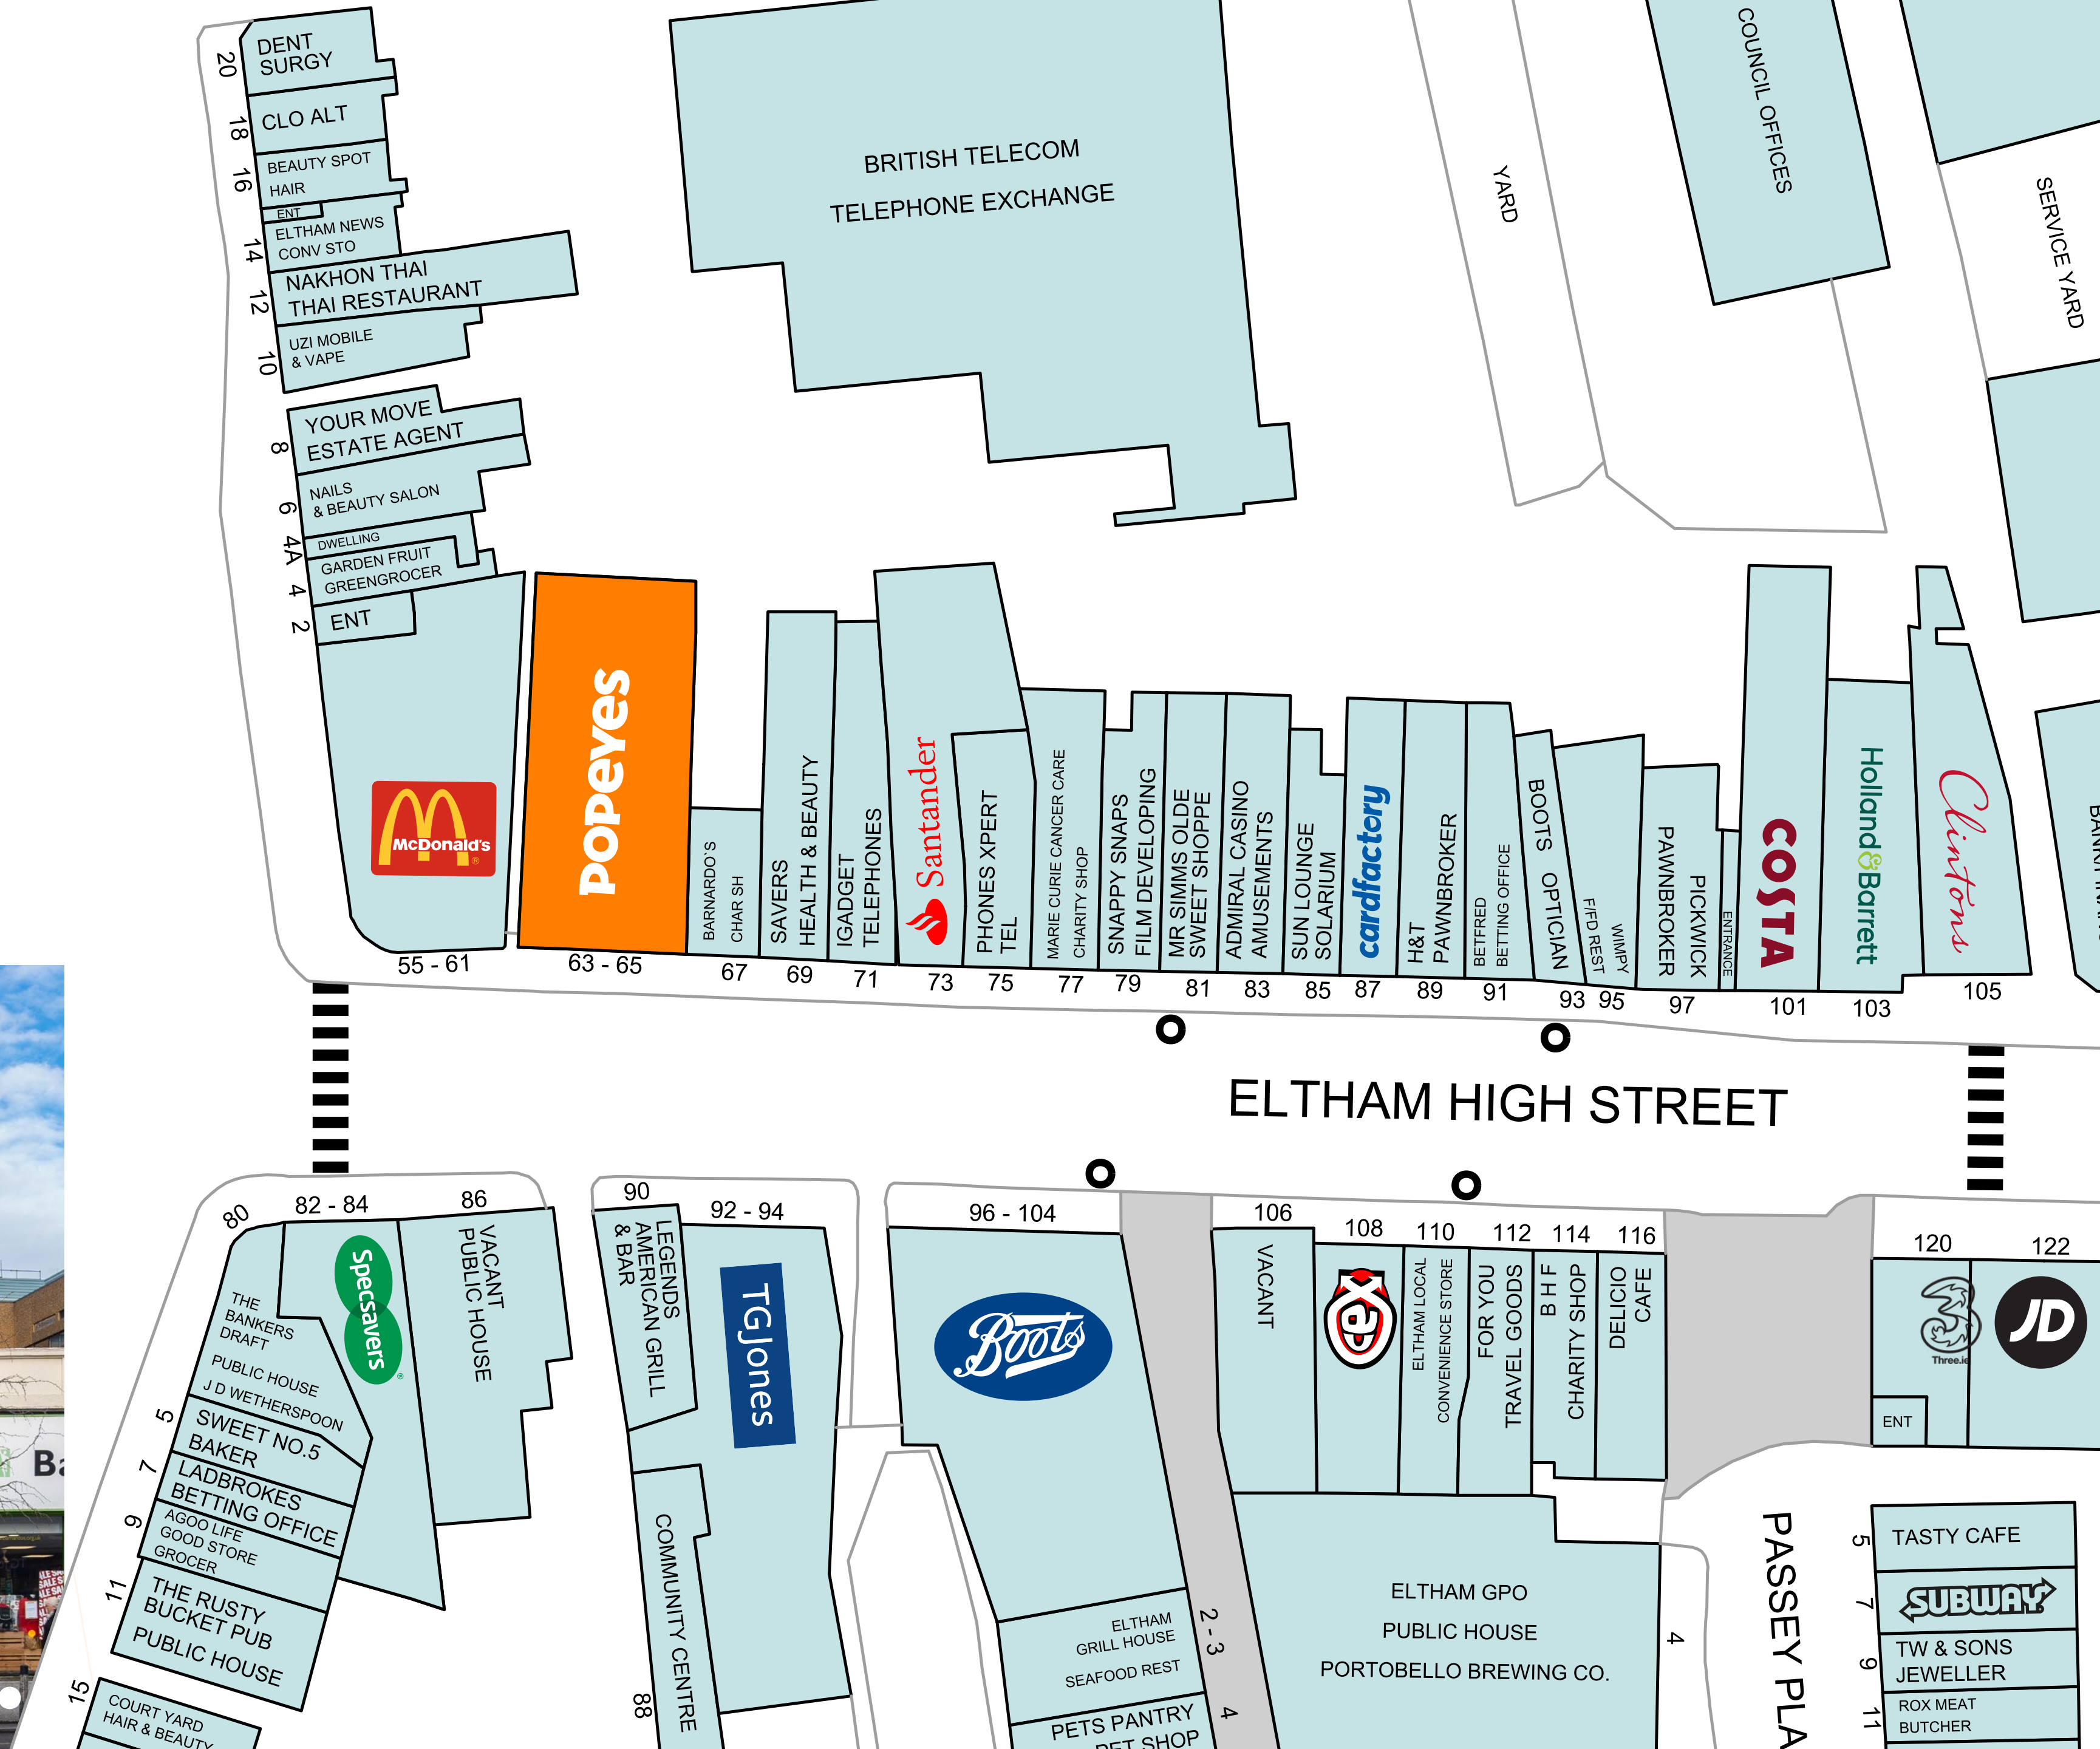 20
DENT
SURGY
18
CLO ALT
16
BEAUTY SPOT
HAIR
ENT
14
ELTHAM NEWS
CONV STO
12
NAKHON THAI
THAI RESTAURANT
10
UZI MOBILE
& VAPE
8
YOUR MOVE
ESTATE AGENT
6
NAILS
& BEAUTY SALON
4A
DWELLING
4
GARDEN FRUIT
GREENGROCER
2
ENT
BRITISH TELECOM
TELEPHONE EXCHANGE
YARD
COUNCIL OFFICES
SERVICE YARD
McDonald's
55 - 61
POPEYES
63 - 65
BARNARDO`S
CHAR SH
67
SAVERS
HEALTH & BEAUTY
69
IGADGET
TELEPHONES
71
Santander
73
PHONES XPERT
TEL
75
MARIE CURIE CANCER CARE
CHARITY SHOP
77
SNAPPY SNAPS
FILM DEVELOPING
79
MR SIMMS OLDE
SWEET SHOPPE
81
ADMIRAL CASINO
AMUSEMENTS
83
SUN LOUNGE
SOLARIUM
85
cardfactory
87
H&T
PAWNBROKER
89
BETFRED
BETTING OFFICE
91
BOOTS OPTICIAN
93
F/FD REST
WIMPY
95
PAWNBROKER
PICKWICK
97
ENTRANCE
COSTA
101
Holland & Barrett
103
Clintons
105
ELTHAM HIGH STREET
80
THE
BANKERS
DRAFT
PUBLIC HOUSE
J D WETHERSPOON
82 - 84
Specsavers
86
VACANT
PUBLIC HOUSE
90
LEGENDS
AMERICAN GRILL
& BAR
92 - 94
TGJones
96 - 104
Boots
106
VACANT
108
110
ELTHAM LOCAL
CONVENIENCE STORE
112
FOR YOU
TRAVEL GOODS
114
B H F
CHARITY SHOP
116
DELICIO
CAFE
120
Three.ie
ENT
122
JD
5
SWEET NO.5
BAKER
7
LADBROKES
BETTING OFFICE
9
AGOO LIFE
GOOD STORE
GROCER
11
THE RUSTY
BUCKET PUB
PUBLIC HOUSE
15
COURT YARD
HAIR & BEAUTY
COMMUNITY CENTRE
88
ELTHAM
GRILL HOUSE
SEAFOOD REST
2 - 3
PETS PANTRY
PET SHOP
4
ELTHAM GPO
PUBLIC HOUSE
PORTOBELLO BREWING CO.
4
PASSEY PLA
5
TASTY CAFE
7
SUBWAY
9
TW & SONS
JEWELLER
11
ROX MEAT
BUTCHER